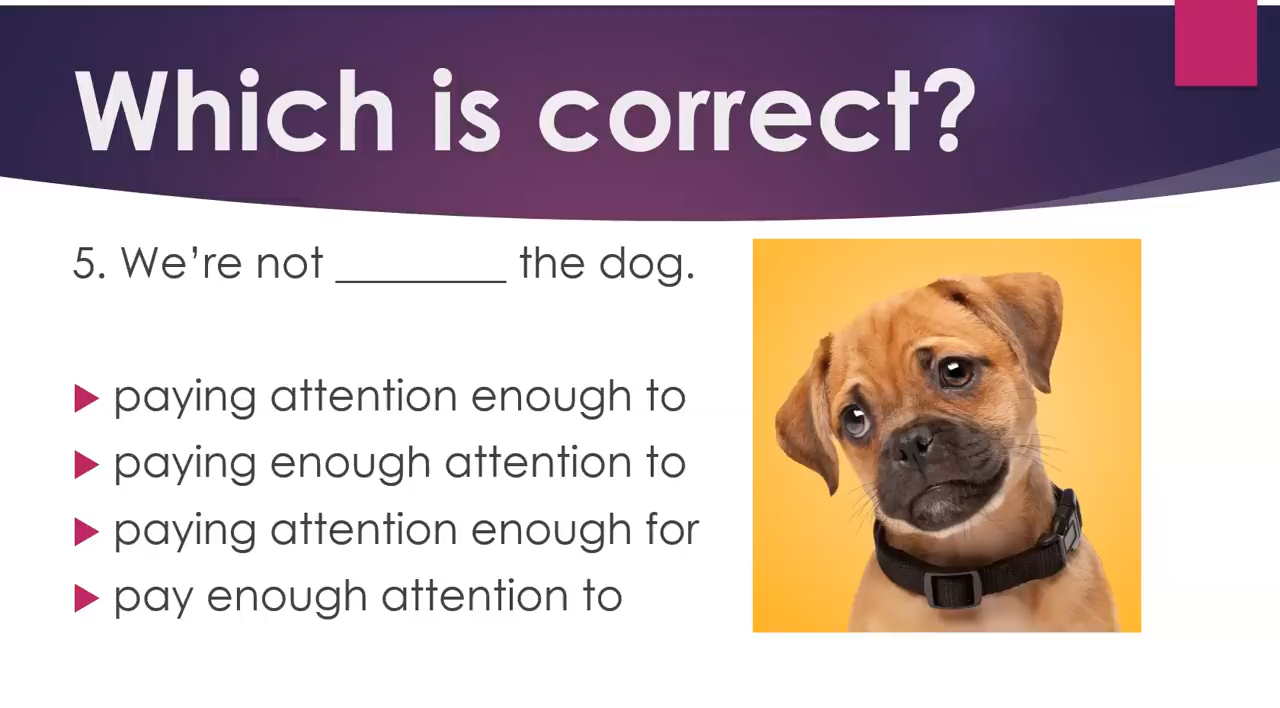 Which is correct?
5. We’re not ________ the dog.
paying attention enough to
paying enough attention to
paying attention enough for
pay enough attention to